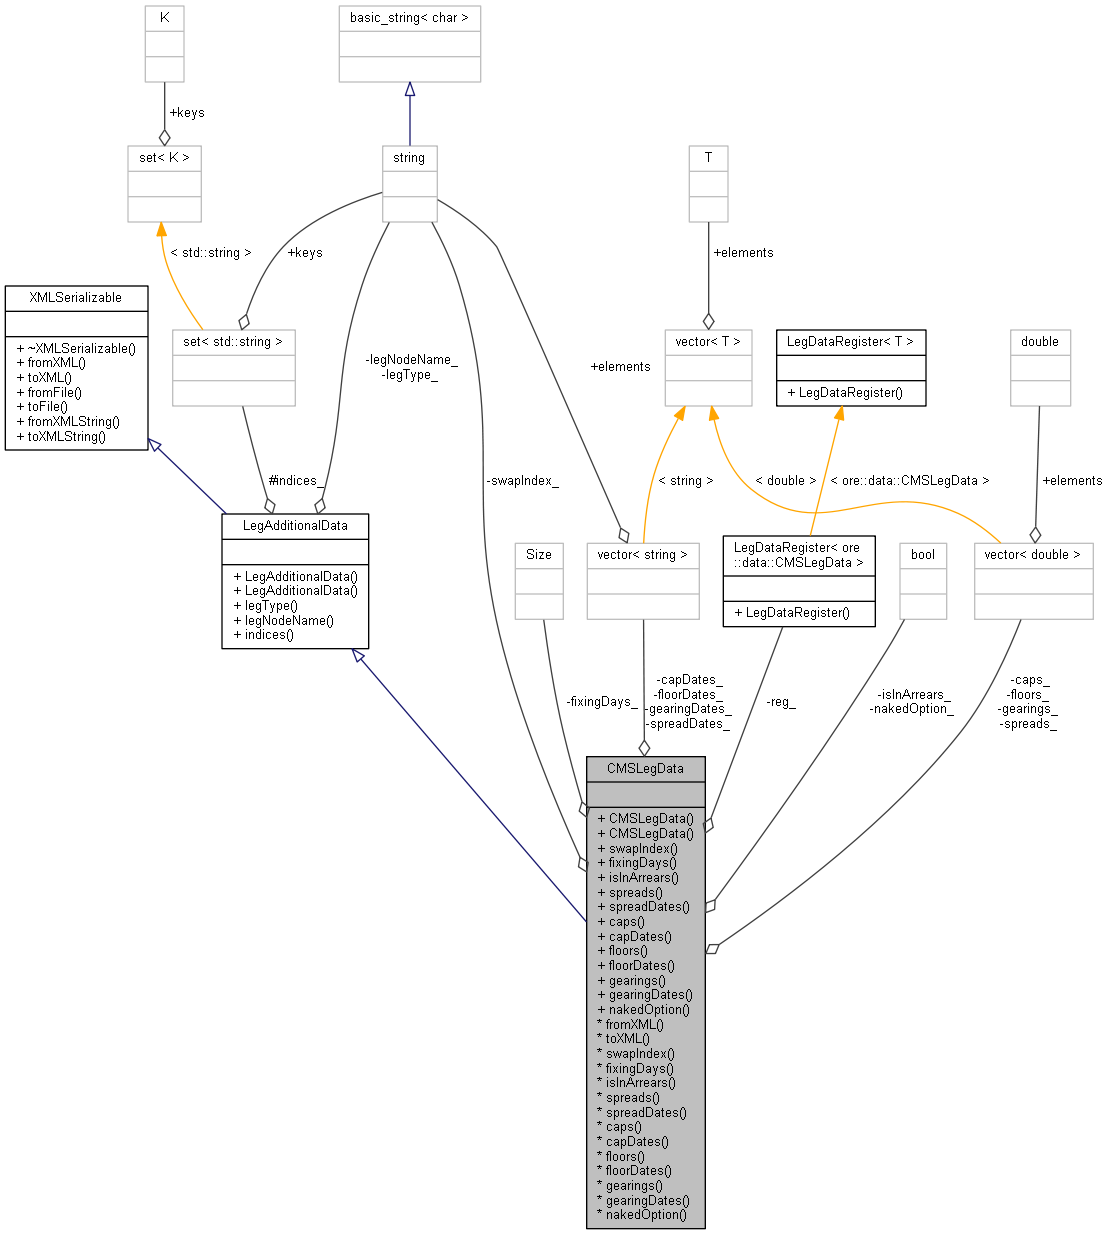 K
basic_string< char >
+keys
set< K >
string
T
< std::string >
+keys
+elements
XMLSerializable
+ ~XMLSerializable()
+ fromXML()
+ toXML()
+ fromFile()
+ toFile()
+ fromXMLString()
+ toXMLString()
set< std::string >
-legNodeName_
-legType_
+elements
vector< T >
LegDataRegister< T >
+ LegDataRegister()
double
#indices_
-swapIndex_
< string >
< double >
< ore::data::CMSLegData >
+elements
LegAdditionalData
+ LegAdditionalData()
+ LegAdditionalData()
+ legType()
+ legNodeName()
+ indices()
Size
vector< string >
LegDataRegister< ore
::data::CMSLegData >
+ LegDataRegister()
bool
vector< double >
-fixingDays_
-capDates_
-floorDates_
-gearingDates_
-spreadDates_
-reg_
-isInArrears_
-nakedOption_
-caps_
-floors_
-gearings_
-spreads_
CMSLegData
+ CMSLegData()
+ CMSLegData()
+ swapIndex()
+ fixingDays()
+ isInArrears()
+ spreads()
+ spreadDates()
+ caps()
+ capDates()
+ floors()
+ floorDates()
+ gearings()
+ gearingDates()
+ nakedOption()
* fromXML()
* toXML()
* swapIndex()
* fixingDays()
* isInArrears()
* spreads()
* spreadDates()
* caps()
* capDates()
* floors()
* floorDates()
* gearings()
* gearingDates()
* nakedOption()